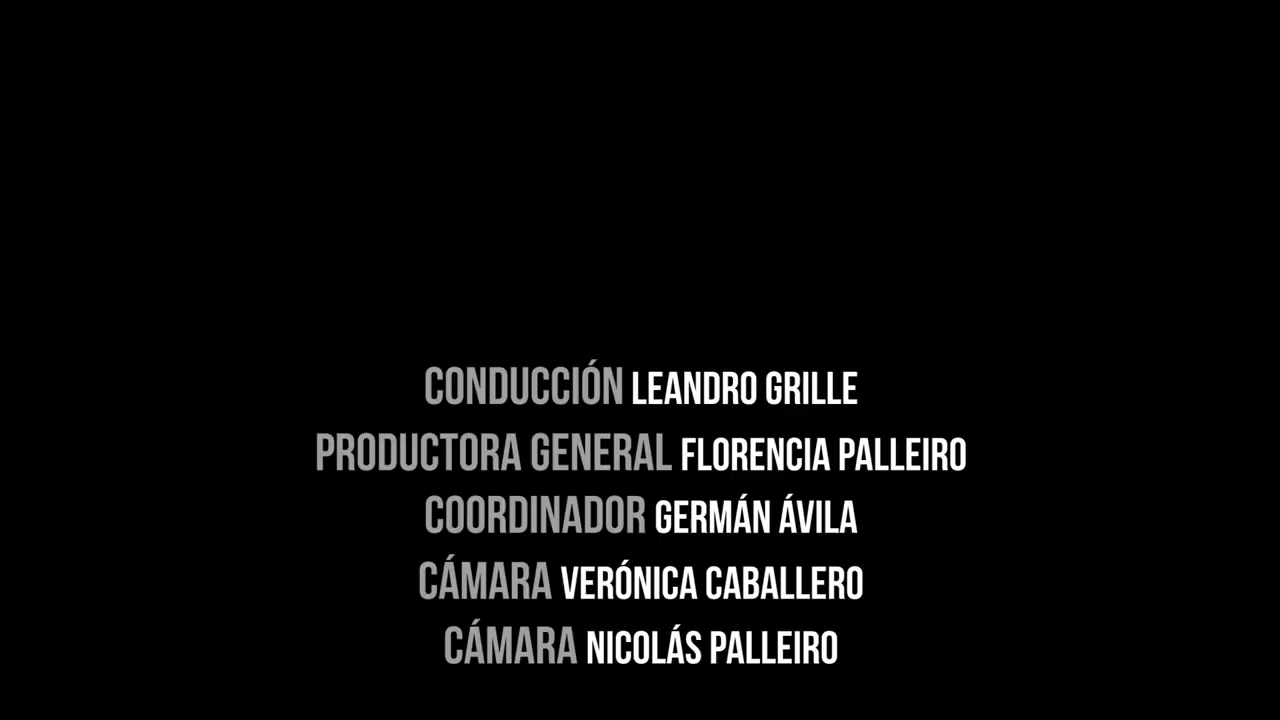 CONDUCCIÓN LEANDRO GRILLE
PRODUCTORA GENERAL FLORENCIA PALLEIRO
COORDINADOR GERMÁN ÁVILA
CÁMARA VERÓNICA CABALLERO
CÁMARA NICOLÁS PALLEIRO